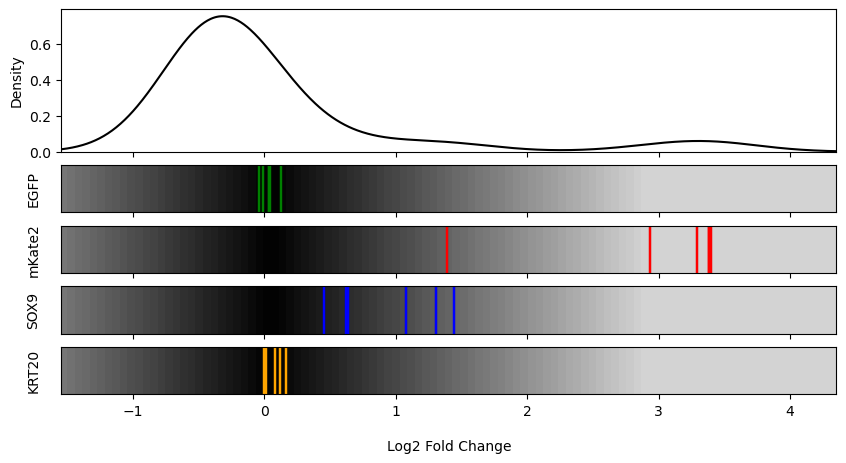 Density
0.6
0.4
0.2
0.0
EGFP
mKate2
SOX9
KRT20
−1 0 1 2 3 4
Log2 Fold Change